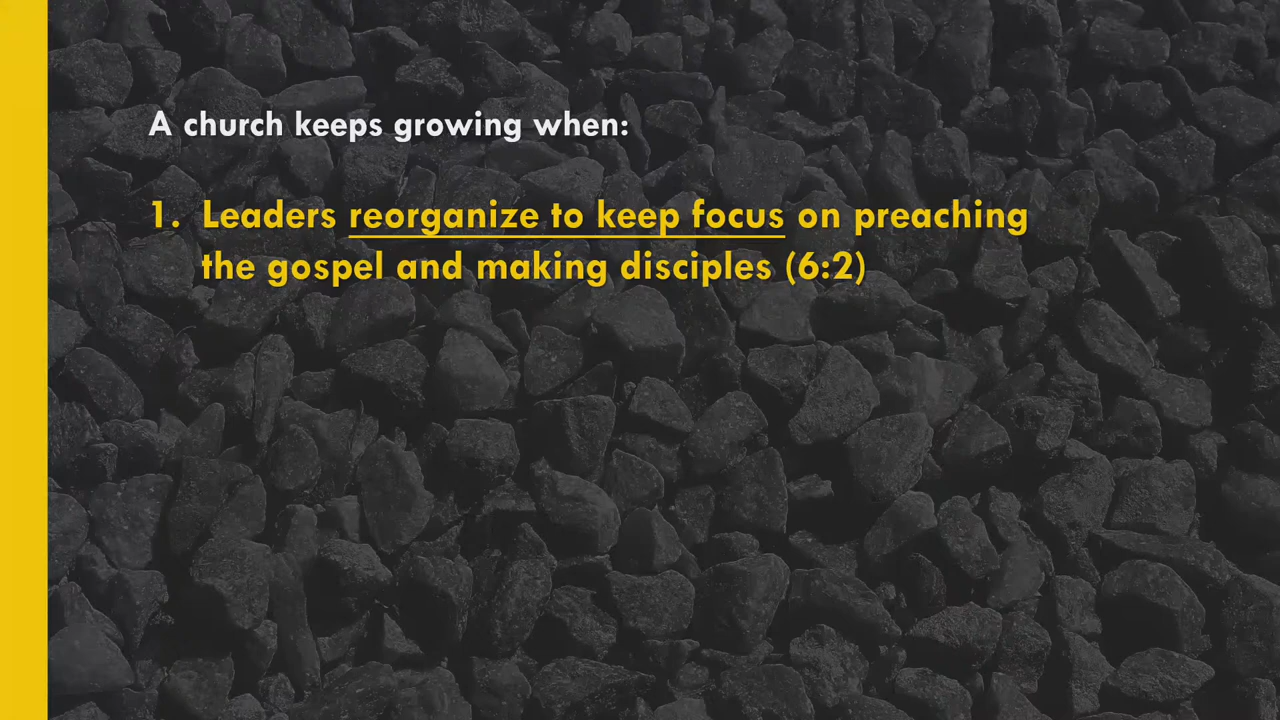 A church keeps growing when:
1. Leaders reorganize to keep focus on preaching
the gospel and making disciples (6:2)